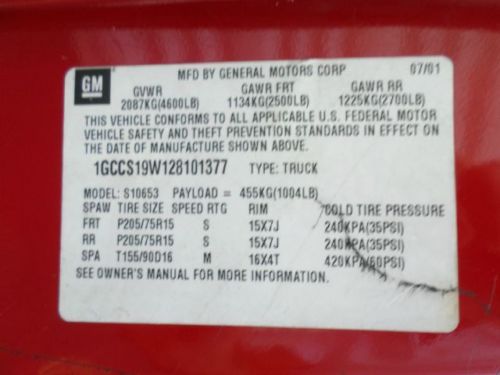 GM
MFD BY GENERAL MOTORS CORP 07/01
GVWR GAWR FRT GAWR RR
2087KG(4600LB) 1134KG(2500LB) 1225KG(2700LB)
THIS VEHICLE CONFORMS TO ALL APPLICABLE U.S. FEDERAL MOTOR
VEHICLE SAFETY AND THEFT PREVENTION STANDARDS IN EFFECT ON
THE DATE OF MANUFACTURE SHOWN ABOVE.
1GCCS19W128101377 TYPE: TRUCK
MODEL: S10653 PAYLOAD = 455KG(1004LB)
SPAW TIRE SIZE SPEED RTG RIM COLD TIRE PRESSURE
FRT P205/75R15 S 15X7J 240KPA(35PSI)
RR P205/75R15 S 15X7J 240KPA(35PSI)
SPA T155/90D16 M 16X4T 420KPA(60PSI)
SEE OWNER'S MANUAL FOR MORE INFORMATION.